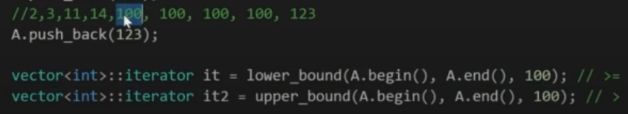 //2,3,11,14,100, 100, 100, 100, 123
A.push_back(123);
vector<int>::iterator it = lower_bound(A.begin(), A.end(), 100); // >=
vector<int>::iterator it2 = upper_bound(A.begin(), A.end(), 100); // >